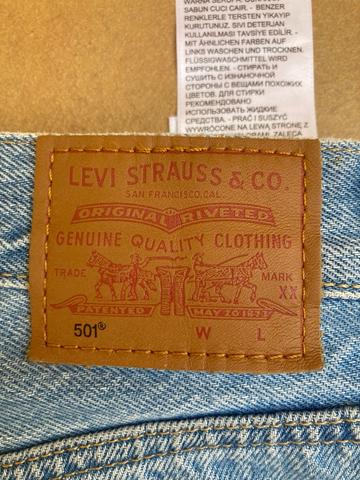 SABUN CUCI CAIR. - BENZER
RENKLERLE TERSTEN YIKAYIP
KURUTUNUZ. SIVI DETERJAN
KULLANILMASI TAVSİYE EDİLİR. -
MIT ÄHNLICHEN FARBEN AUF
LINKS WASCHEN UND TROCKNEN.
FLÜSSIGWASCHMITTEL WIRD
EMPFOHLEN. - СТИРАТЬ И
СУШИТЬ С ИЗНАНОЧНОЙ
СТОРОНЫ С ВЕЩАМИ ПОХОЖИХ
ЦВЕТОВ. ДЛЯ СТИРКИ
РЕКОМЕНДОВАНО
ИСПОЛЬЗОВАТЬ ЖИДКИЕ
СРЕДСТВА. - PRAĆ I SUSZYĆ
WYWRÓCONE NA LEWĄ STRONĘ Z
LEVI STRAUSS & CO
SAN FRANCISCO, CAL.
ORIGINAL RIVETED
GENUINE QUALITY CLOTHING
TRADE MARK
XX
PATENTED MAY 20 1873
501® W L